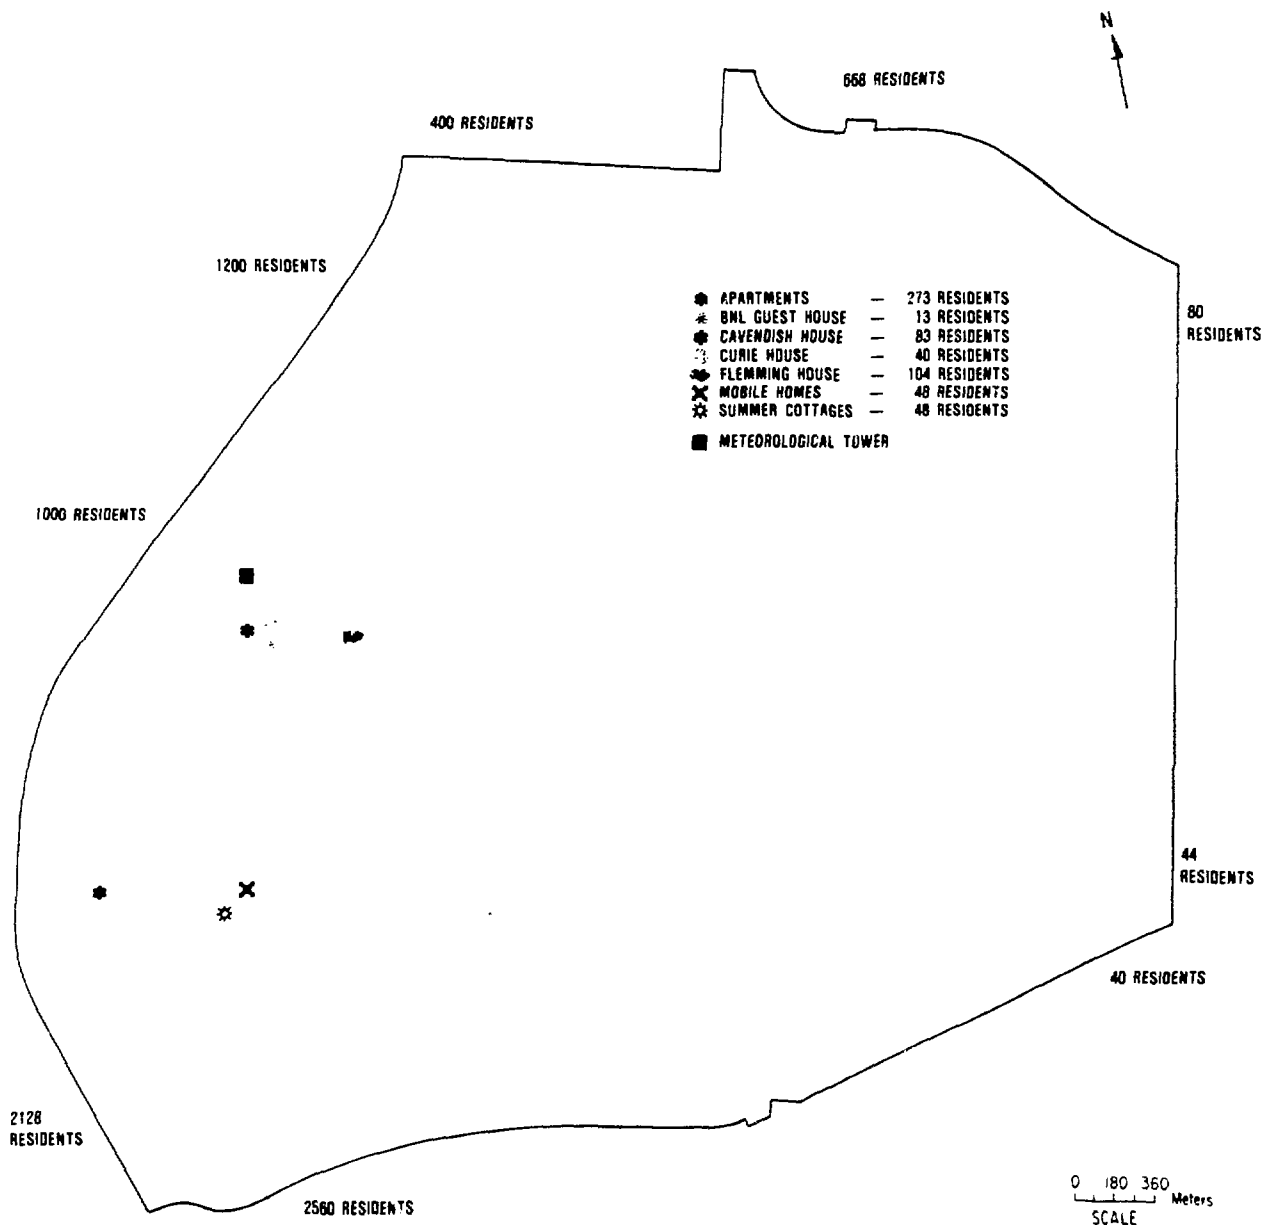 N
668 RESIDENTS
400 RESIDENTS
1200 RESIDENTS
APARTMENTS — 273 RESIDENTS
BNL GUEST HOUSE — 13 RESIDENTS
CAVENDISH HOUSE — 83 RESIDENTS
CURIE HOUSE — 40 RESIDENTS
FLEMMING HOUSE — 104 RESIDENTS
MOBILE HOMES — 48 RESIDENTS
SUMMER COTTAGES — 48 RESIDENTS
METEOROLOGICAL TOWER
80
RESIDENTS
1000 RESIDENTS
44
RESIDENTS
40 RESIDENTS
2128
RESIDENTS
2560 RESIDENTS
0 180 360
Meters
SCALE